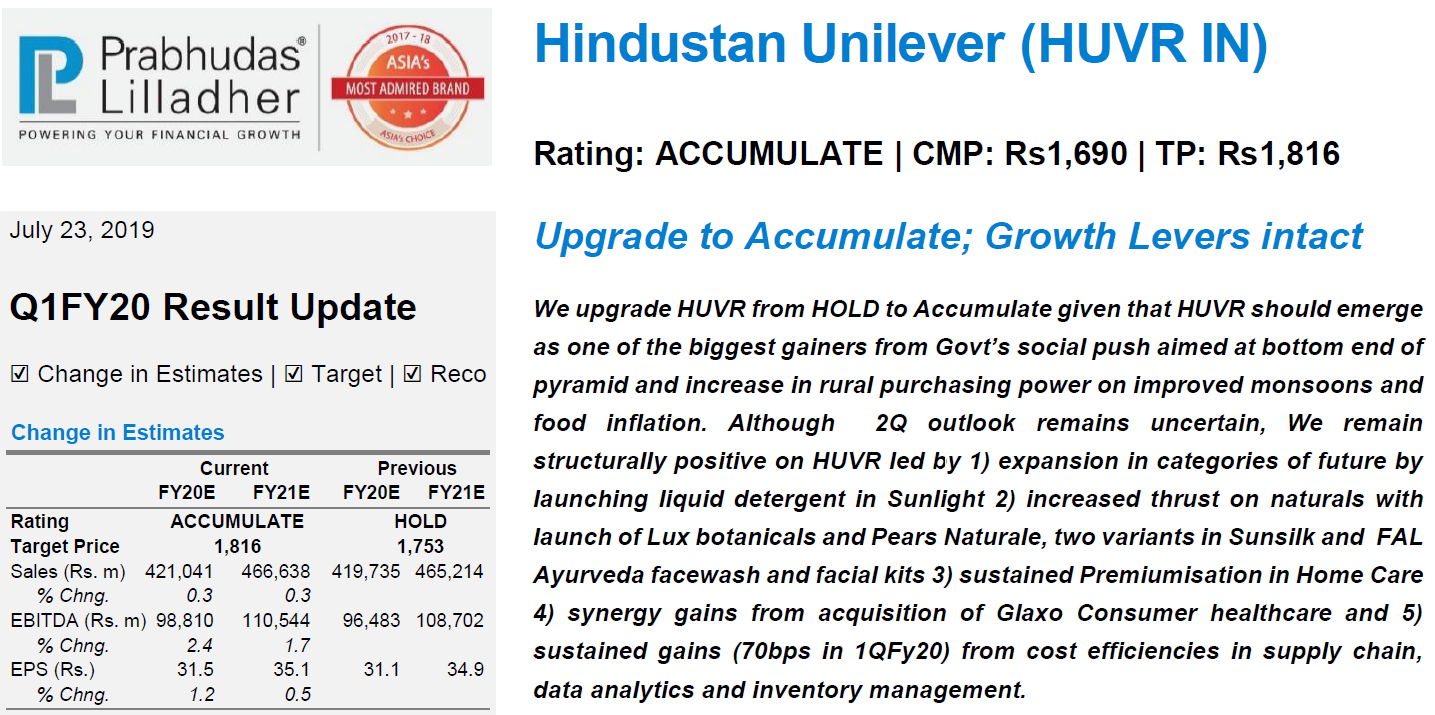 Prabhudas®
Lilladher
POWERING YOUR FINANCIAL GROWTH
2017 - 18
ASIA's
MOST ADMIRED BRAND
ASIA's CHOICE
Hindustan Unilever (HUVR IN)
Rating: ACCUMULATE | CMP: Rs1,690 | TP: Rs1,816
July 23, 2019
Q1FY20 Result Update
☑ Change in Estimates | ☑ Target | ☑ Reco
Change in Estimates
Current Previous
FY20E FY21E FY20E FY21E
Rating ACCUMULATE HOLD
Target Price 1,816 1,753
Sales (Rs. m) 421,041 466,638 419,735 465,214
% Chng. 0.3 0.3
EBITDA (Rs. m) 98,810 110,544 96,483 108,702
% Chng. 2.4 1.7
EPS (Rs.) 31.5 35.1 31.1 34.9
% Chng. 1.2 0.5
Upgrade to Accumulate; Growth Levers intact
We upgrade HUVR from HOLD to Accumulate given that HUVR should emerge
as one of the biggest gainers from Govt's social push aimed at bottom end of
pyramid and increase in rural purchasing power on improved monsoons and
food inflation. Although 2Q outlook remains uncertain, We remain
structurally positive on HUVR led by 1) expansion in categories of future by
launching liquid detergent in Sunlight 2) increased thrust on naturals with
launch of Lux botanicals and Pears Naturale, two variants in Sunsilk and FAL
Ayurveda facewash and facial kits 3) sustained Premiumisation in Home Care
4) synergy gains from acquisition of Glaxo Consumer healthcare and 5)
sustained gains (70bps in 1QFy20) from cost efficiencies in supply chain,
data analytics and inventory management.